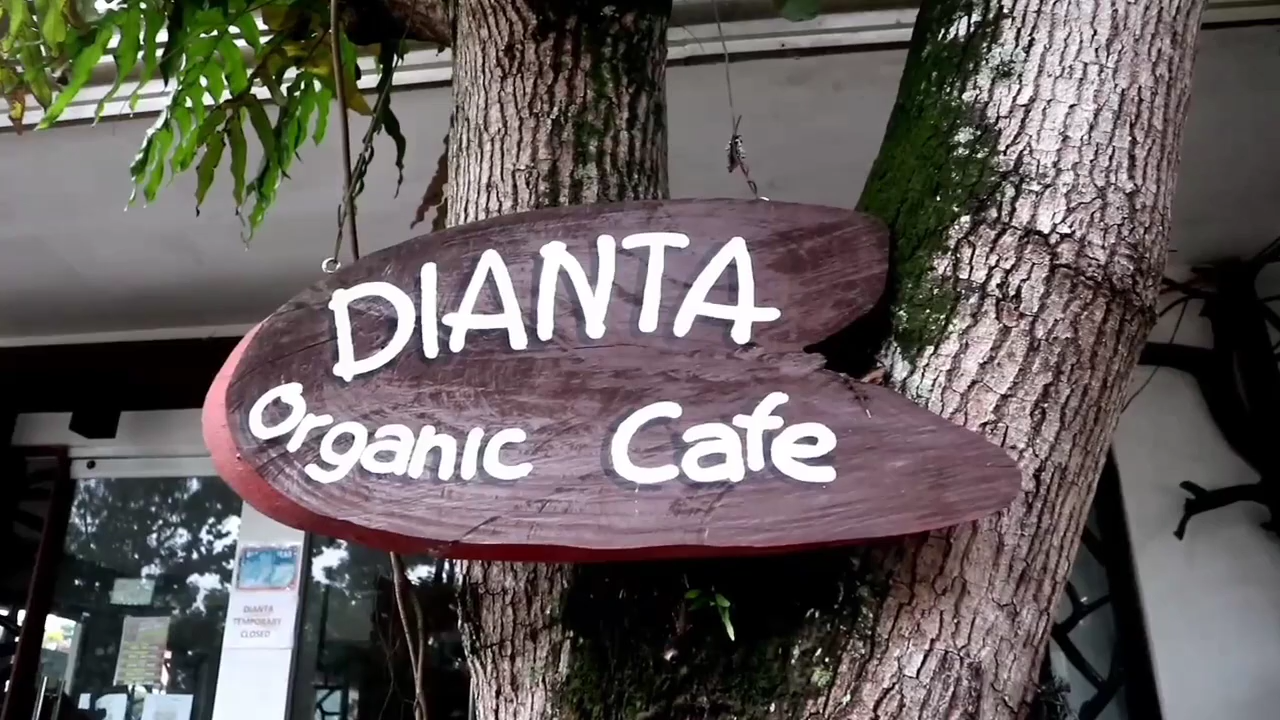 DIANTA
Organic Cafe
DIANTA
TEMPORARY
CLOSED